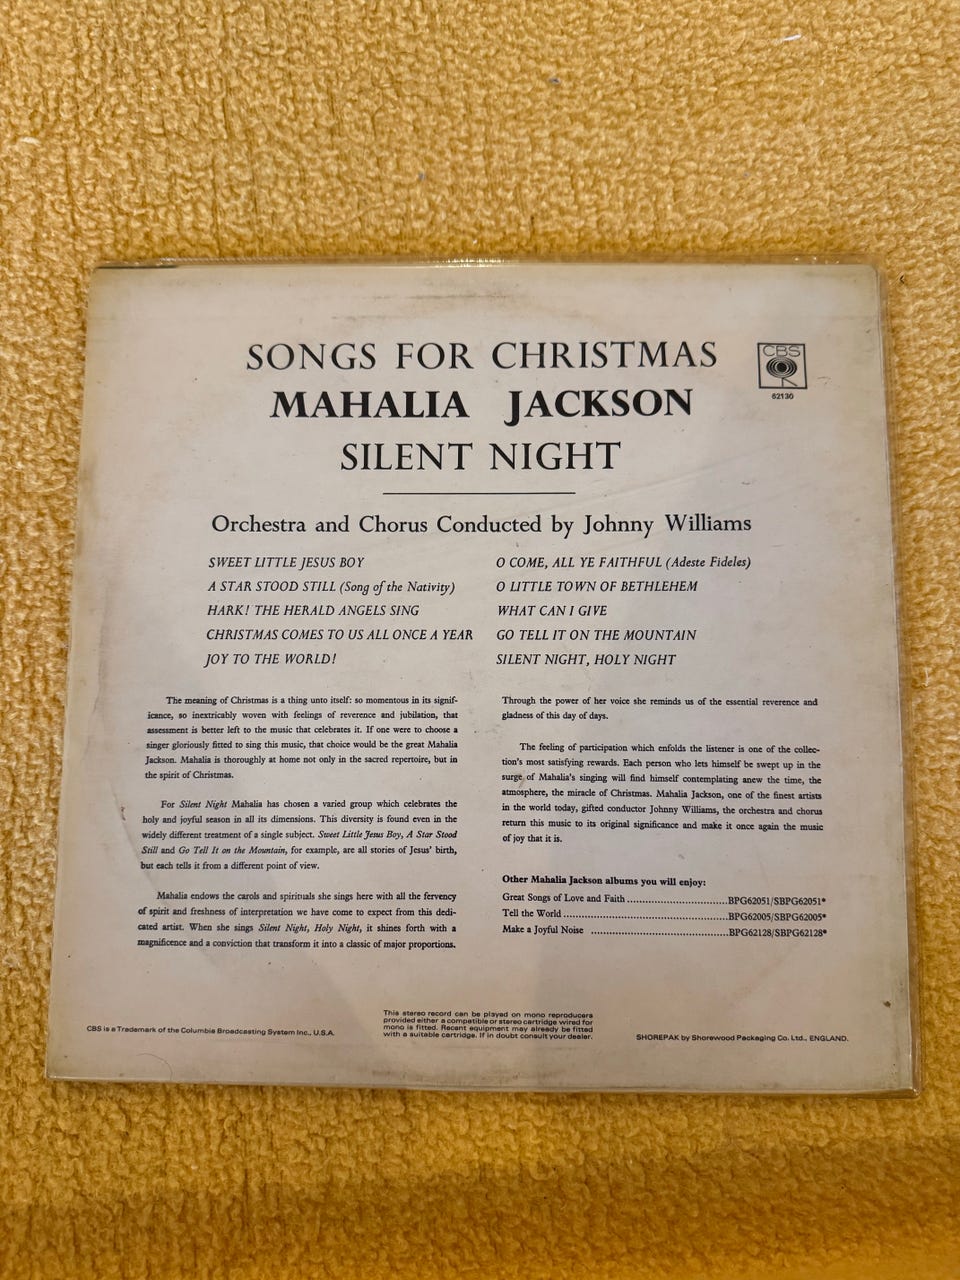 SONGS FOR CHRISTMAS
MAHALIA JACKSON
SILENT NIGHT
CBS
62130
Orchestra and Chorus Conducted by Johnny Williams
SWEET LITTLE JESUS BOY
A STAR STOOD STILL (Song of the Nativity)
HARK! THE HERALD ANGELS SING
CHRISTMAS COMES TO US ALL ONCE A YEAR
JOY TO THE WORLD!
O COME, ALL YE FAITHFUL (Adeste Fideles)
O LITTLE TOWN OF BETHLEHEM
WHAT CAN I GIVE
GO TELL IT ON THE MOUNTAIN
SILENT NIGHT, HOLY NIGHT
The meaning of Christmas is a thing unto itself: so momentous in its signif-
icance, so inextricably woven with feelings of reverence and jubilation, that
assessment is better left to the music that celebrates it. If one were to choose a
singer gloriously fitted to sing this music, that choice would be the great Mahalia
Jackson. Mahalia is thoroughly at home not only in the sacred repertoire, but in
the spirit of Christmas.
For Silent Night Mahalia has chosen a varied group which celebrates the
holy and joyful season in all its dimensions. This diversity is found even in the
widely different treatment of a single subject. Sweet Little Jesus Boy, A Star Stood
Still and Go Tell It on the Mountain, for example, are all stories of Jesus' birth,
but each tells it from a different point of view.
Mahalia endows the carols and spirituals she sings here with all the fervency
of spirit and freshness of interpretation we have come to expect from this dedi-
cated artist. When she sings Silent Night, Holy Night, it shines forth with a
magnificence and a conviction that transform it into a classic of major proportions.
Through the power of her voice she reminds us of the essential reverence and
gladness of this day of days.
The feeling of participation which enfolds the listener is one of the collec-
tion's most satisfying rewards. Each person who lets himself be swept up in the
surge of Mahalia's singing will find himself contemplating anew the time, the
atmosphere, the miracle of Christmas. Mahalia Jackson, one of the finest artists
in the world today, gifted conductor Johnny Williams, the orchestra and chorus
return this music to its original significance and make it once again the music
of joy that it is.
Other Mahalia Jackson albums you will enjoy:
Great Songs of Love and Faith ..............................BPG62051/SBPG62051*
Tell the World ..................................................BPG62005/SBPG62005*
Make a Joyful Noise ..........................................BPG62128/SBPG62128*
CBS is a Trademark of the Columbia Broadcasting System Inc., U.S.A.
This stereo record can be played on mono reproducers
provided either a compatible or stereo cartridge wired for
mono is fitted. Recent equipment may already be fitted
with a suitable cartridge. If in doubt consult your dealer.
SHOREPAK by Shorewood Packaging Co. Ltd., ENGLAND.